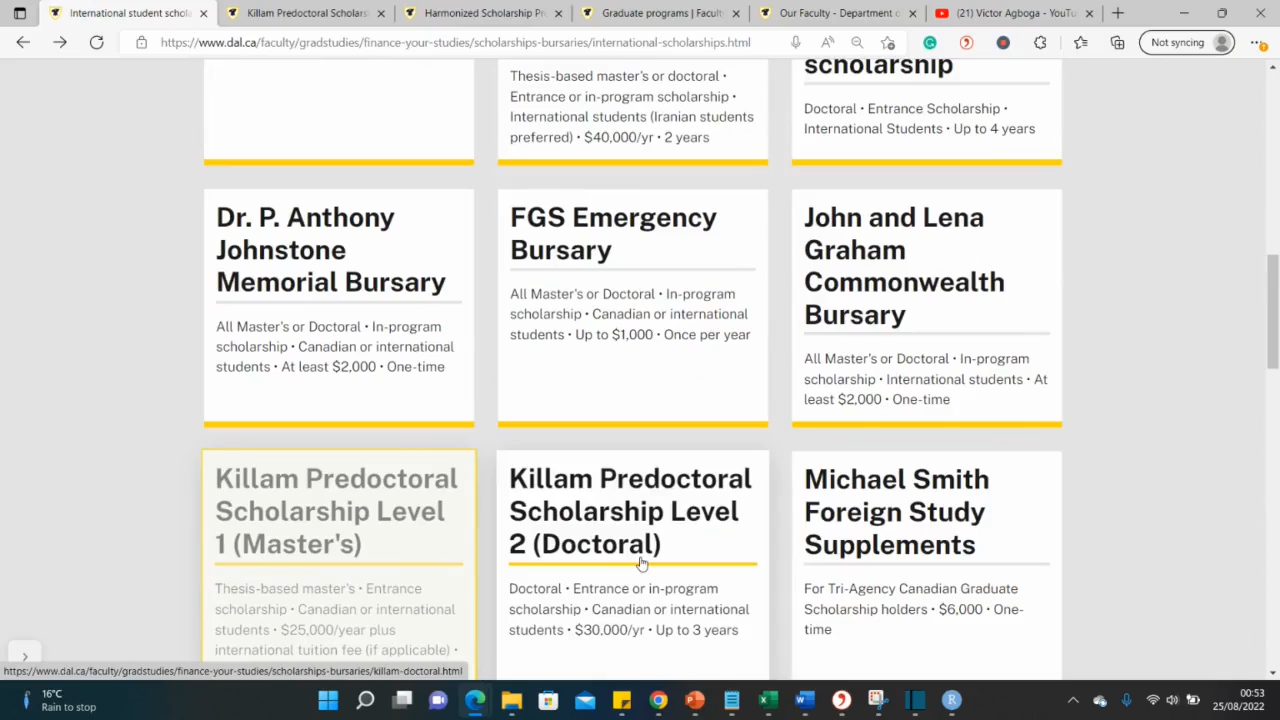 International student schola
Killam Predoctoral Scholarsh
Harmonized Scholarship Pr
Graduate programs | Facult
Our Faculty - Department o
(21) Victor Agboga - YouTu
https://www.dal.ca/faculty/gradstudies/finance-your-studies/scholarships-bursaries/international-scholarships.html
Not syncing
Thesis-based master's or doctoral •
Entrance or in-program scholarship •
International students (Iranian students
preferred) • $40,000/yr • 2 years
scholarship
Doctoral • Entrance Scholarship •
International Students • Up to 4 years
Dr. P. Anthony
Johnstone
Memorial Bursary
All Master's or Doctoral • In-program
scholarship • Canadian or international
students • At least $2,000 • One-time
FGS Emergency
Bursary
All Master's or Doctoral • In-program
scholarship • Canadian or international
students • Up to $1,000 • Once per year
John and Lena
Graham
Commonwealth
Bursary
All Master's or Doctoral • In-program
scholarship • International students • At
least $2,000 • One-time
Killam Predoctoral
Scholarship Level
1 (Master's)
Thesis-based master's • Entrance
scholarship • Canadian or international
students • $25,000/year plus
international tuition fee (if applicable) •
Killam Predoctoral
Scholarship Level
2 (Doctoral)
Doctoral • Entrance or in-program
scholarship • Canadian or international
students • $30,000/yr • Up to 3 years
Michael Smith
Foreign Study
Supplements
For Tri-Agency Canadian Graduate
Scholarship holders • $6,000 • One-
time
https://www.dal.ca/faculty/gradstudies/finance-your-studies/scholarships-bursaries/killam-doctoral.html
16°C
Rain to stop
00:53
25/08/2022